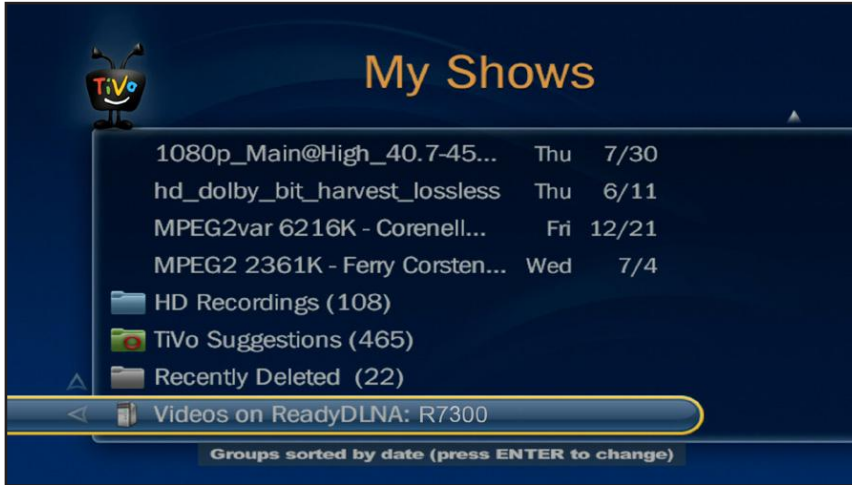 TiVo
My Shows
1080p_Main@High_40.7-45... Thu 7/30
hd_dolby_bit_harvest_lossless Thu 6/11
MPEG2var 6216K - Corenell... Fri 12/21
MPEG2 2361K - Ferry Corsten... Wed 7/4
HD Recordings (108)
TiVo Suggestions (465)
Recently Deleted (22)
Videos on ReadyDLNA: R7300
Groups sorted by date (press ENTER to change)